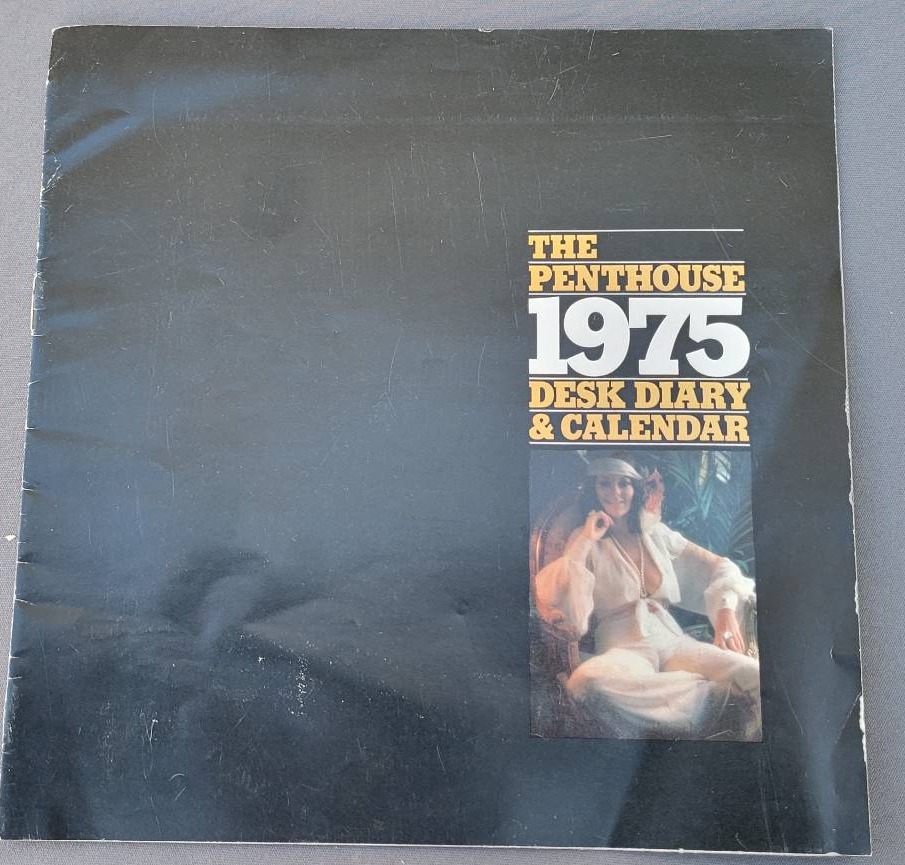 THE
PENTHOUSE
1975
DESK DIARY
& CALENDAR